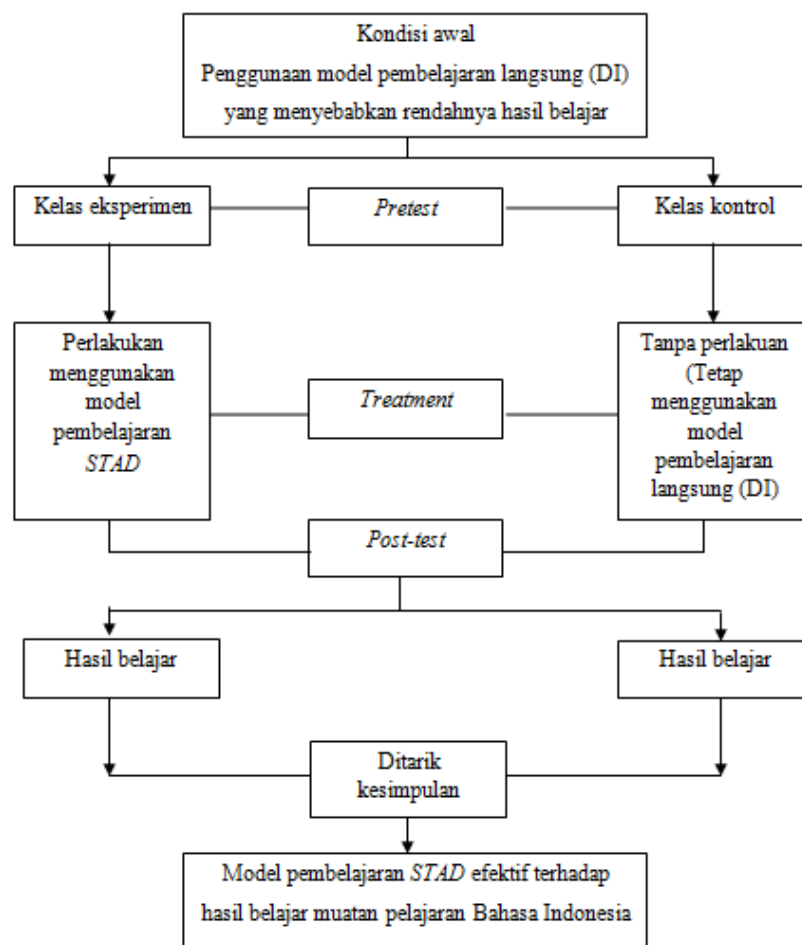 Kondisi awal
Penggunaan model pembelajaran langsung (DI)
yang menyebabkan rendahnya hasil belajar
Kelas eksperimen
Pretest
Kelas kontrol
Perlakukan
menggunakan
model
pembelajaran
STAD
Treatment
Tanpa perlakuan
(Tetap
menggunakan
model
pembelajaran
langsung (DI)
Post-test
Hasil belajar
Hasil belajar
Ditarik
kesimpulan
Model pembelajaran STAD efektif terhadap
hasil belajar muatan pelajaran Bahasa Indonesia